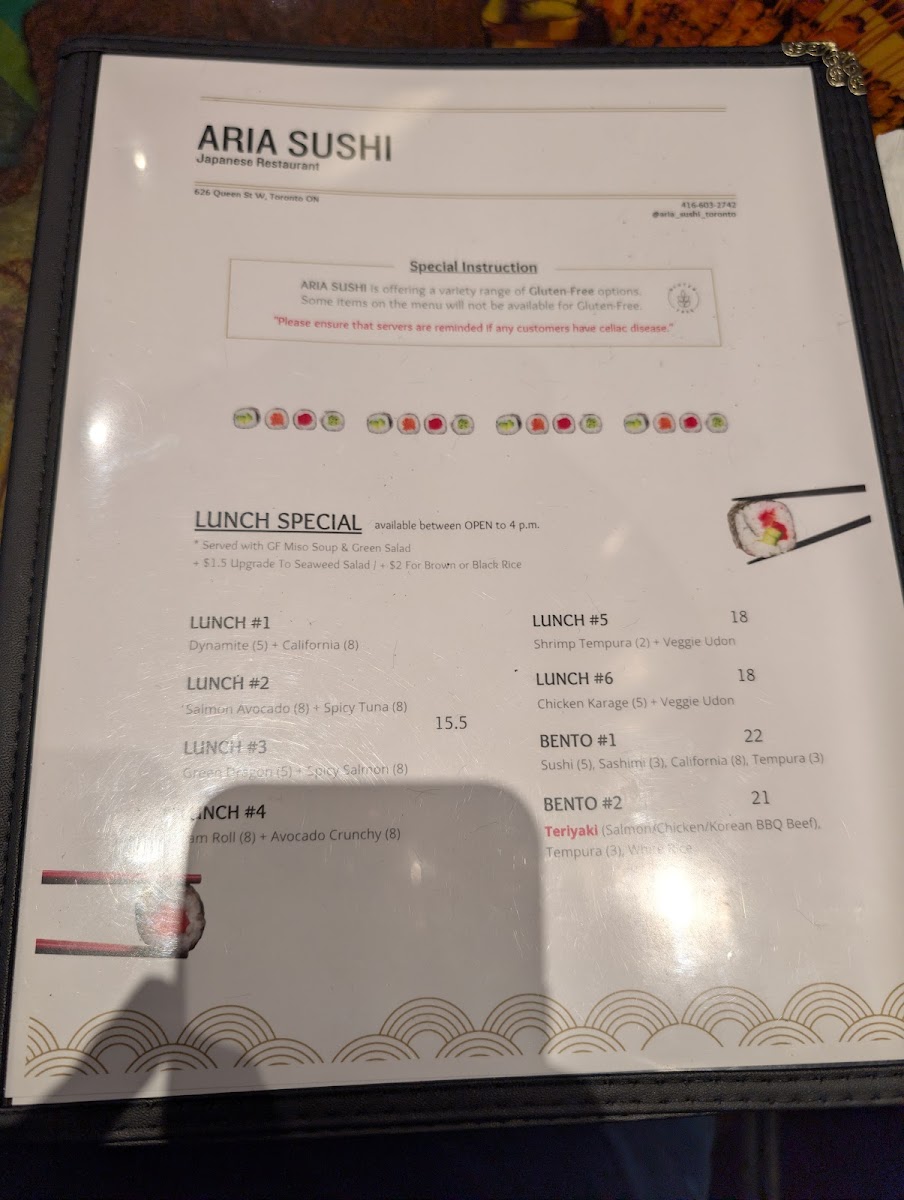 ARIA SUSHI
Japanese Restaurant
626 Queen St W, Toronto ON
416-603-2742
@aria_sushi_toronto
Special Instruction
ARIA SUSHI is offering a variety range of Gluten-Free options.
Some items on the menu will not be available for Gluten-Free.
"Please ensure that servers are reminded if any customers have celiac disease."
LUNCH SPECIAL available between OPEN to 4 p.m.
* Served with GF Miso Soup & Green Salad
+ $1.5 Upgrade To Seaweed Salad / + $2 For Brown or Black Rice
LUNCH #1
Dynamite (5) + California (8)
LUNCH #2
Salmon Avocado (8) + Spicy Tuna (8)
15.5
LUNCH #3
Green Dragon (5) + Spicy Salmon (8)
LUNCH #4
Roll (8) + Avocado Crunchy (8)
LUNCH #5 18
Shrimp Tempura (2) + Veggie Udon
LUNCH #6 18
Chicken Karage (5) + Veggie Udon
BENTO #1 22
Sushi (5), Sashimi (3), California (8), Tempura (3)
BENTO #2 21
Teriyaki (Salmon/Chicken/Korean BBQ Beef),
Tempura (3), White Rice